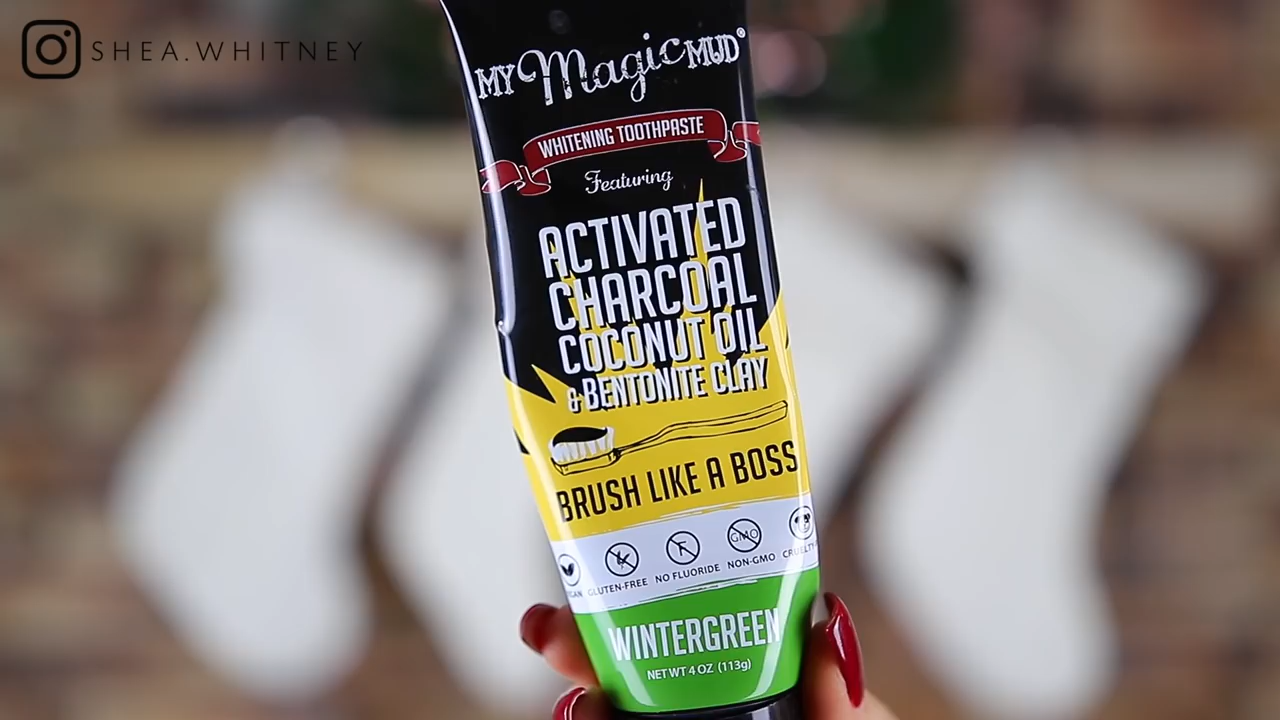 SHEA.WHITNEY
MY Magic MUD®
WHITENING TOOTHPASTE
Featuring
ACTIVATED
CHARCOAL
COCONUT OIL
& BENTONITE CLAY
BRUSH LIKE A BOSS
GLUTEN-FREE NO FLUORIDE NON-GMO
WINTERGREEN
NET WT 4 OZ (113g)